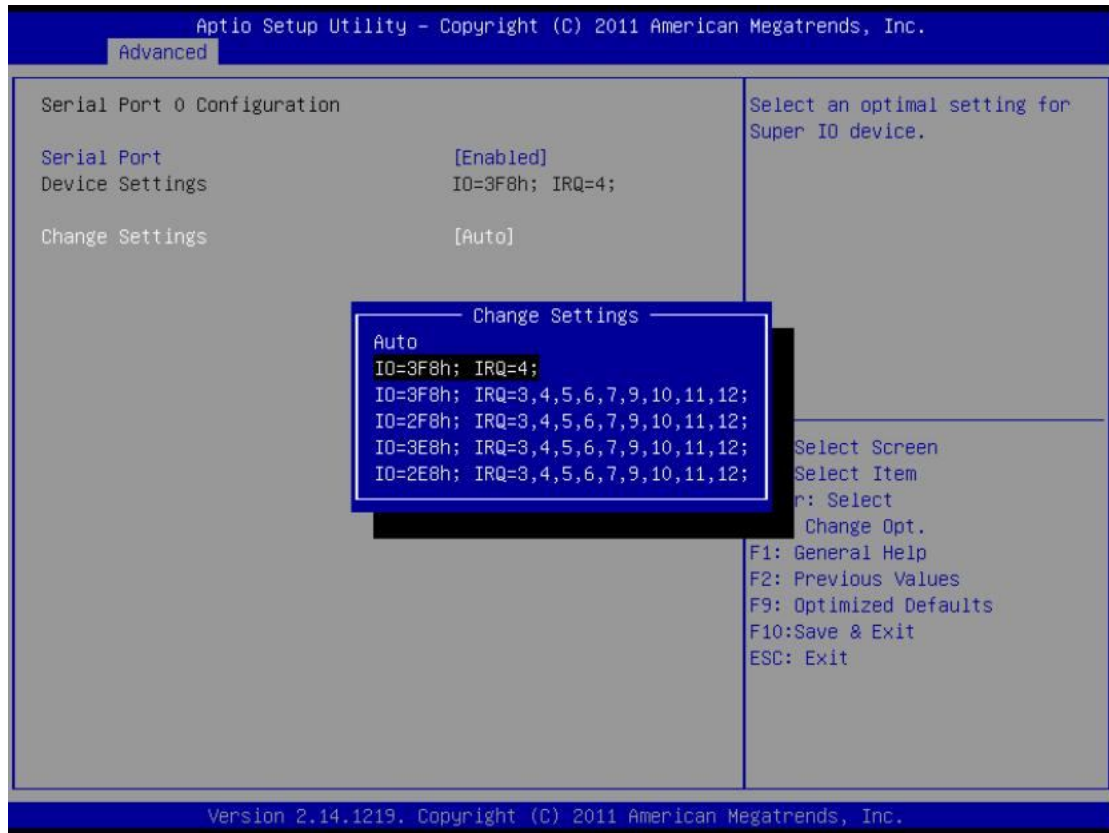 Aptio Setup Utility – Copyright (C) 2011 American Megatrends, Inc.
Advanced
Serial Port 0 Configuration
Serial Port [Enabled]
Device Settings IO=3F8h; IRQ=4;
Change Settings [Auto]
Select an optimal setting for
Super IO device.
Change Settings
Auto
IO=3F8h; IRQ=4;
IO=3F8h; IRQ=3,4,5,6,7,9,10,11,12;
IO=2F8h; IRQ=3,4,5,6,7,9,10,11,12;
IO=3E8h; IRQ=3,4,5,6,7,9,10,11,12;
IO=2E8h; IRQ=3,4,5,6,7,9,10,11,12;
Select Screen
Select Item
r: Select
Change Opt.
F1: General Help
F2: Previous Values
F9: Optimized Defaults
F10:Save & Exit
ESC: Exit
Version 2.14.1219. Copyright (C) 2011 American Megatrends, Inc.